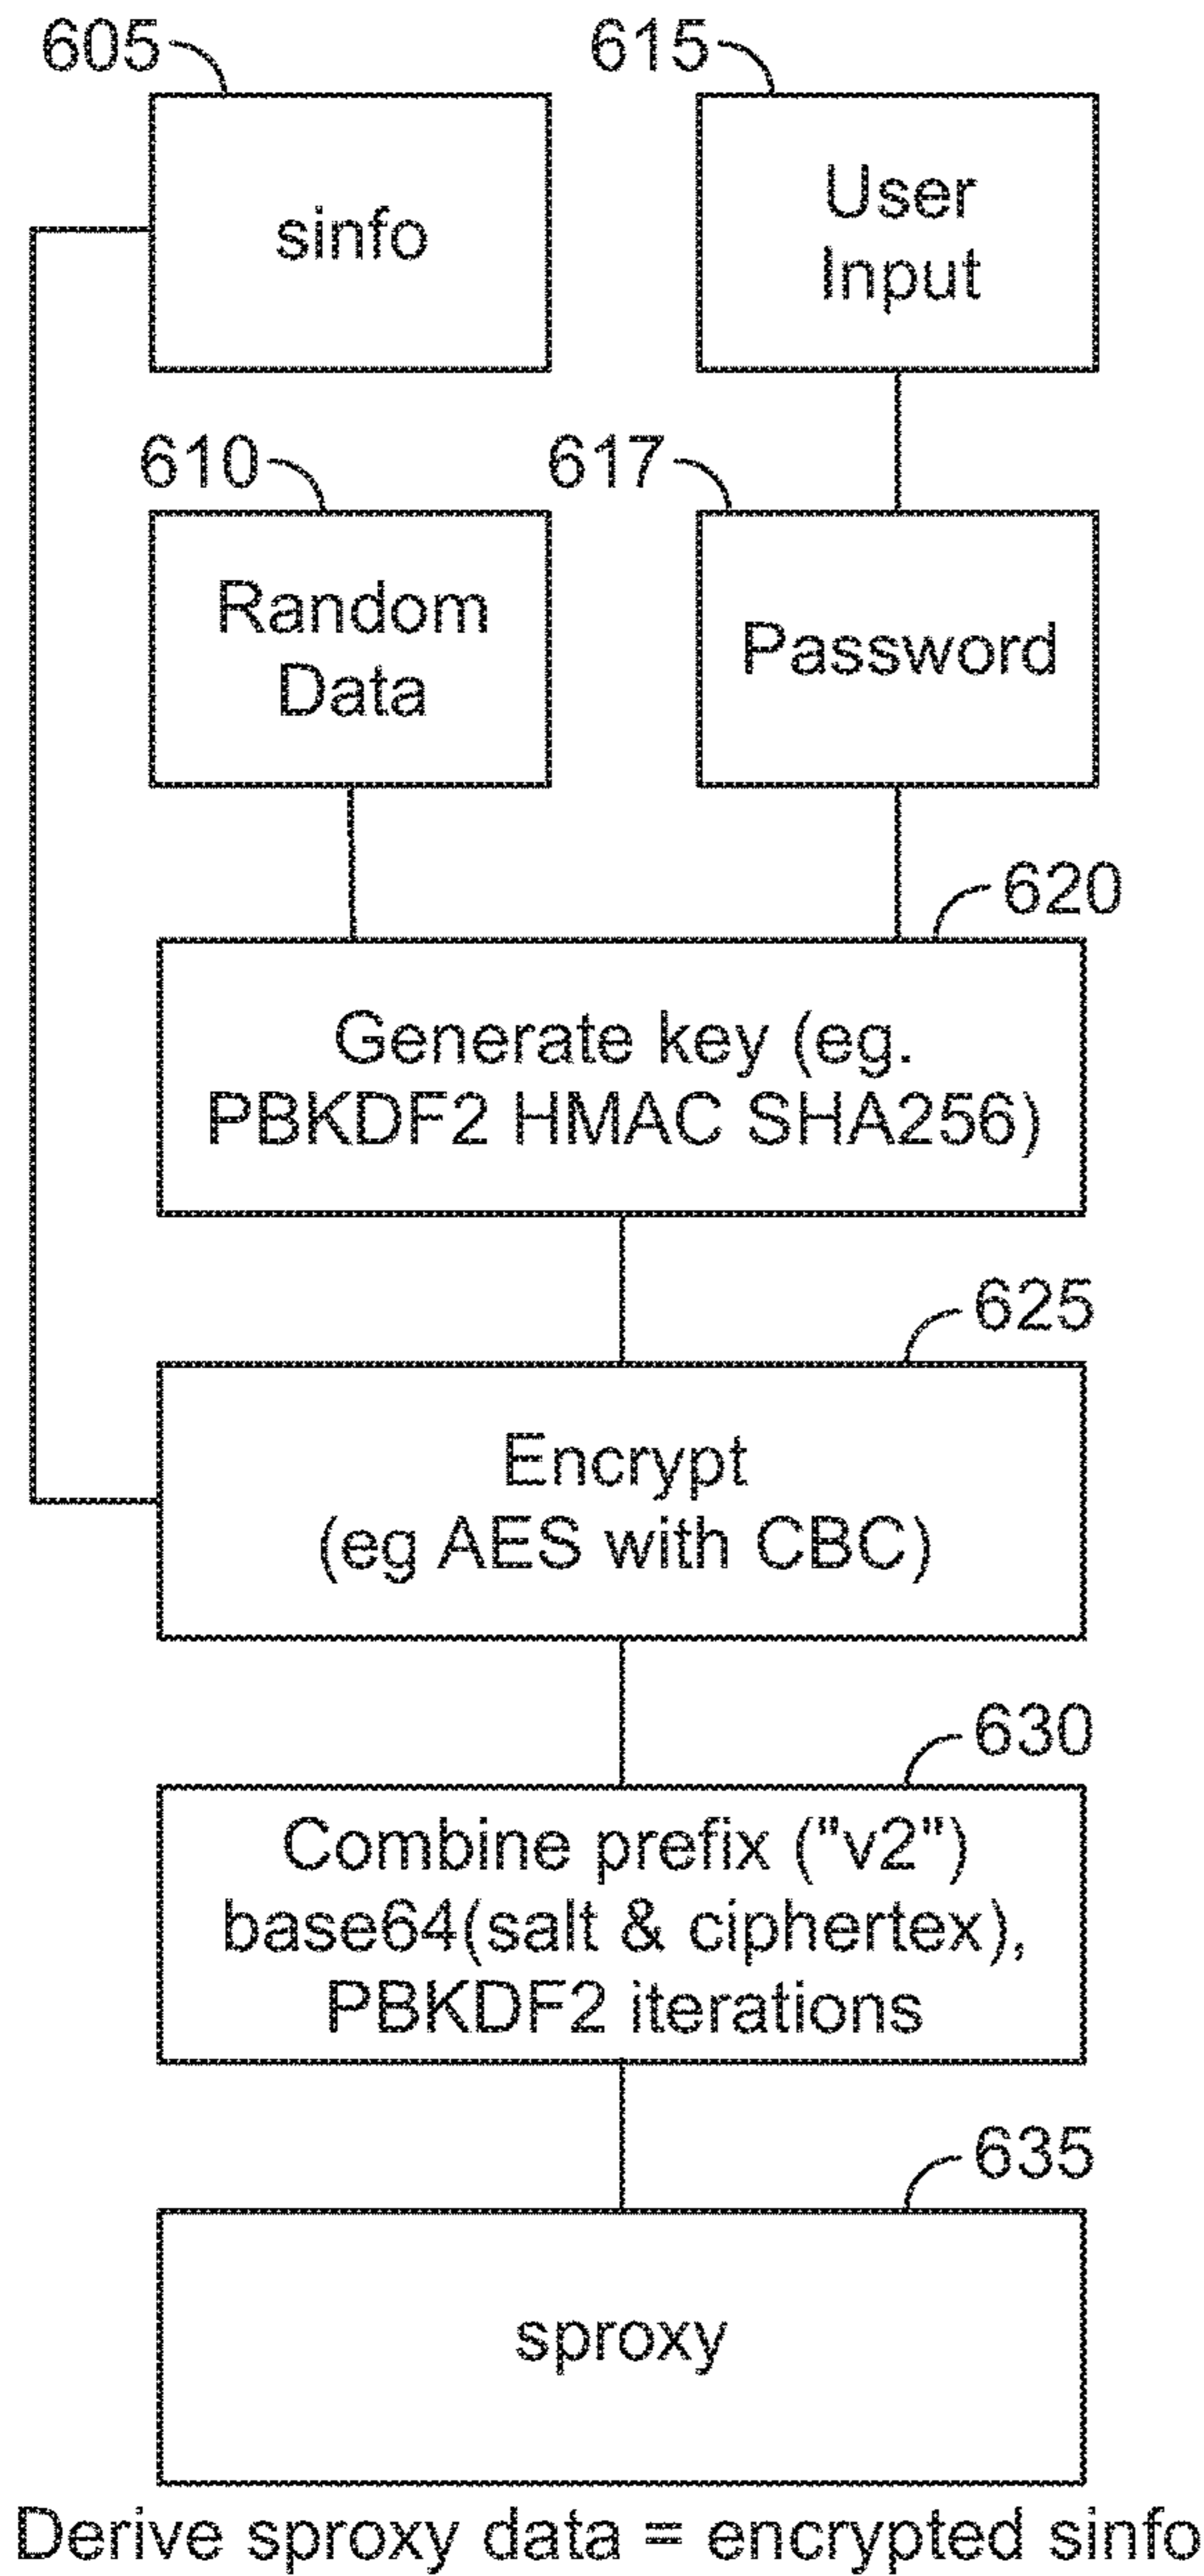 605
615
sinfo
User
Input
610
617
Random
Data
Password
620
Generate key (eg.
PBKDF2 HMAC SHA256)
625
Encrypt
(eg AES with CBC)
630
Combine prefix ("v2")
base64(salt & ciphertex),
PBKDF2 iterations
635
sproxy
Derive sproxy data = encrypted sinfo